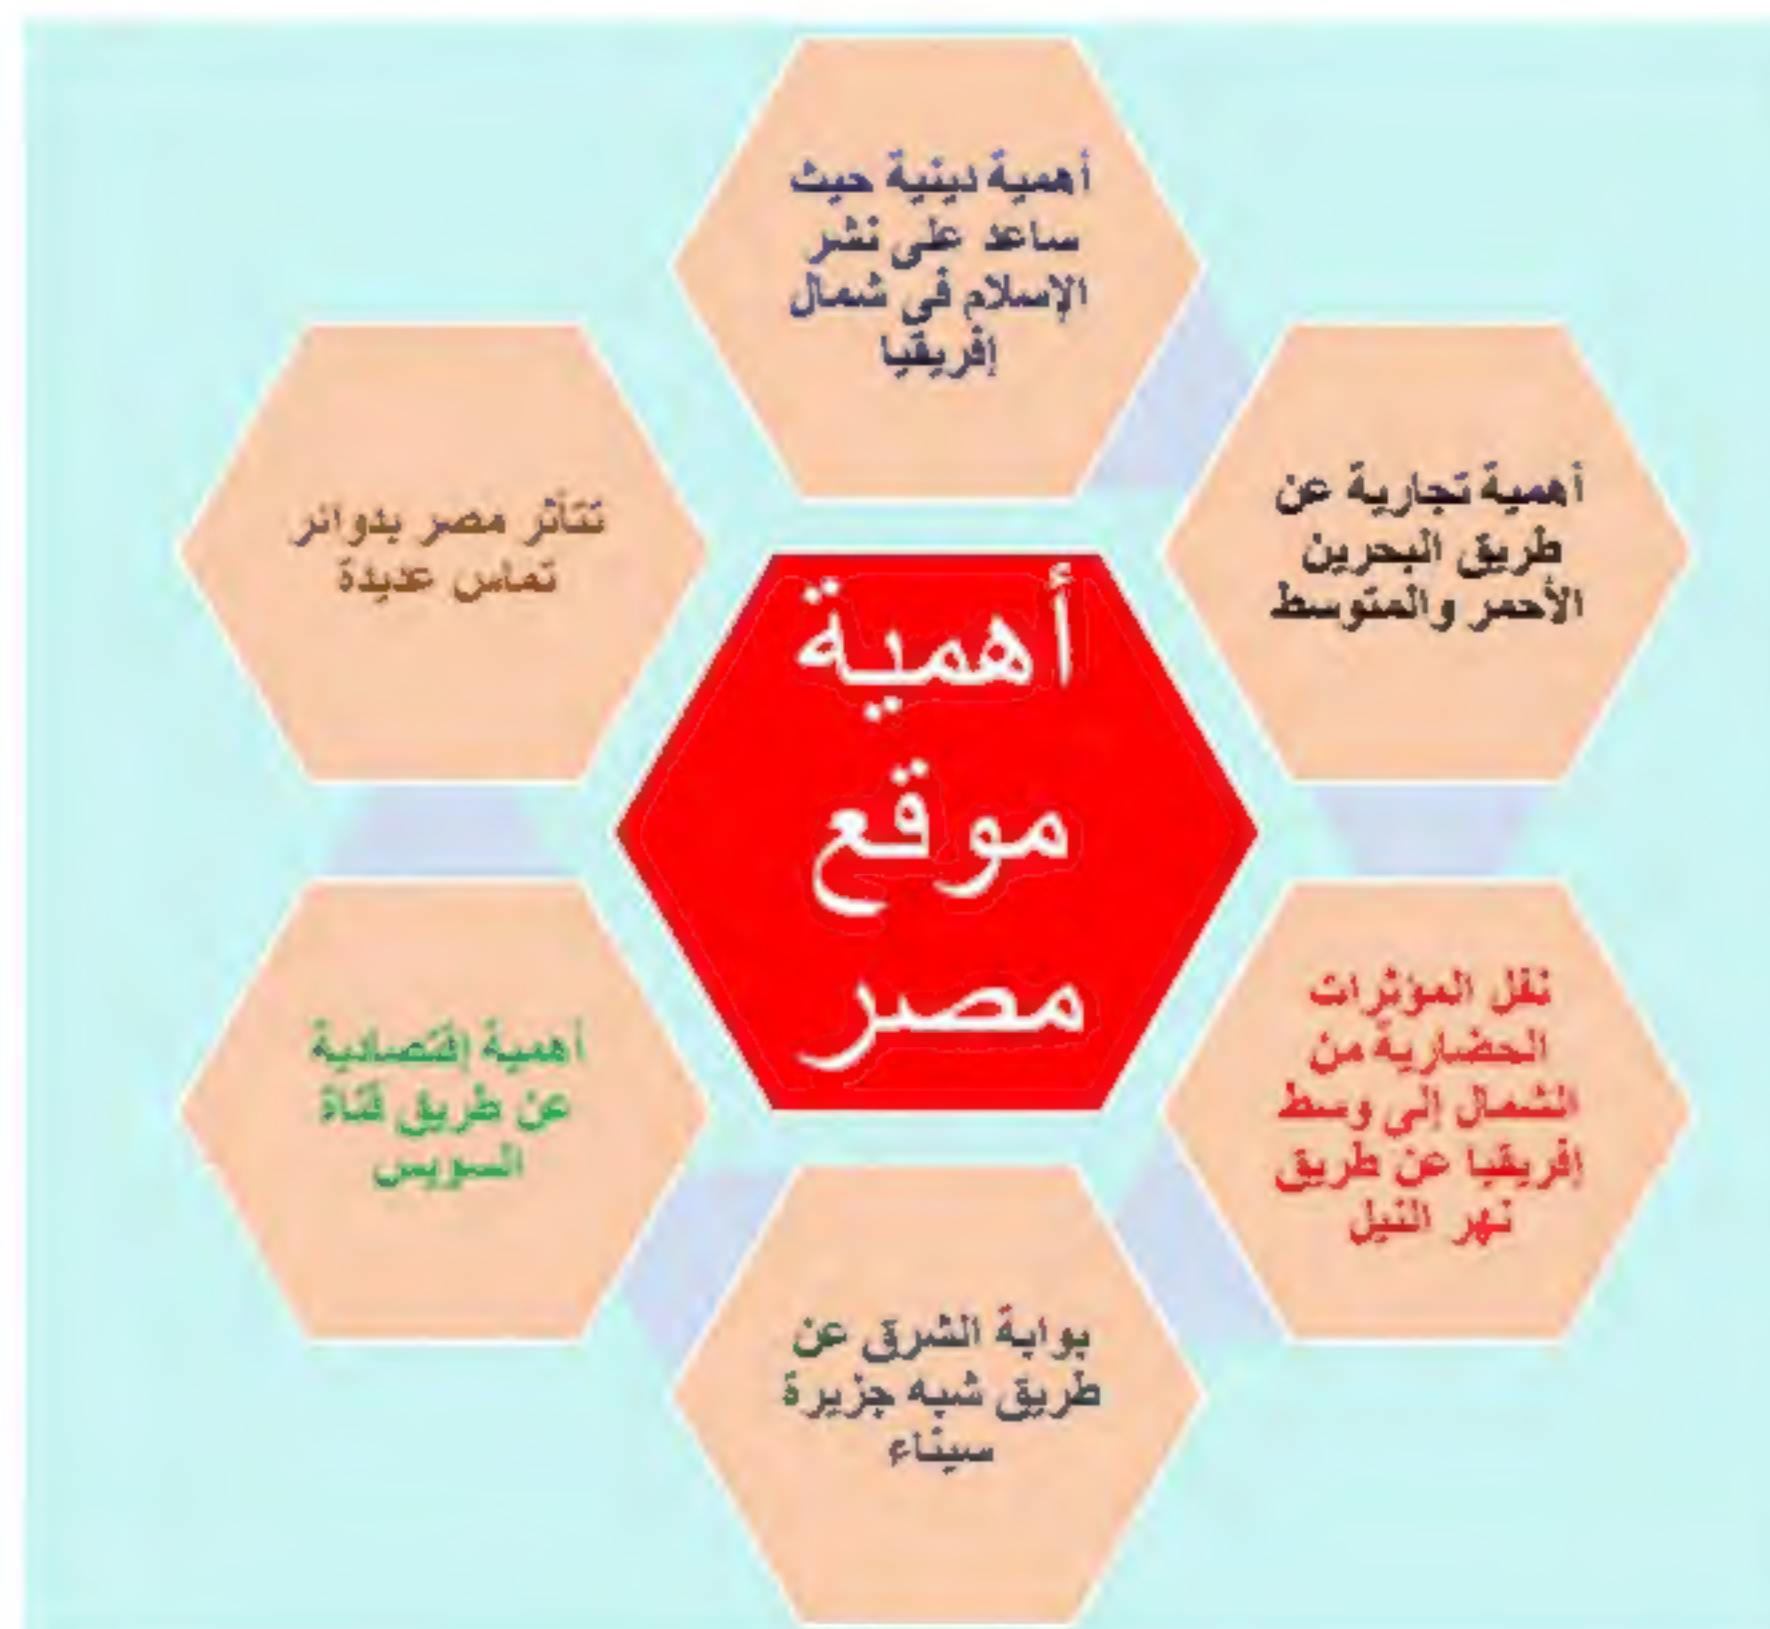 أهمية دينية حيث
ساعد على نشر
الإسلام في شمال
إفريقيا
أهمية تجارية عن
طريق البحرين
الأحمر والمتوسط
نقل المؤثرات
الحضارية من
الشمال إلى وسط
إفريقيا عن طريق
نهر النيل
بوابة الشرق عن
طريق شبه جزيرة
سيناء
أهمية إقتصادية
عن طريق قناة
السويس
تتأثر مصر بدوائر
تماس عديدة
أهمية
موقع
مصر